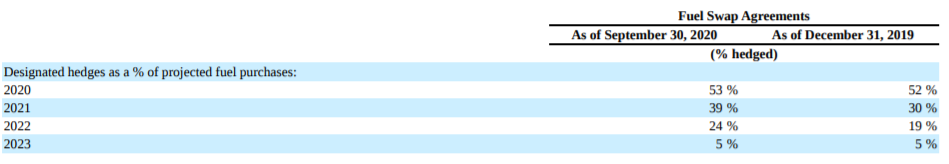 Fuel Swap Agreements
As of September 30, 2020 As of December 31, 2019
(% hedged)
Designated hedges as a % of projected fuel purchases:
2020 53 % 52 %
2021 39 % 30 %
2022 24 % 19 %
2023 5 % 5 %